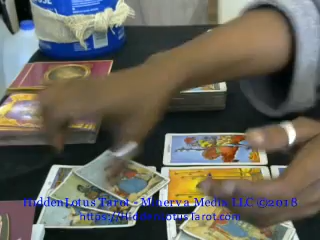 HiddenLotus Tarot - Minerva Media LLC ©2018
https://HiddenLotusTarot.com